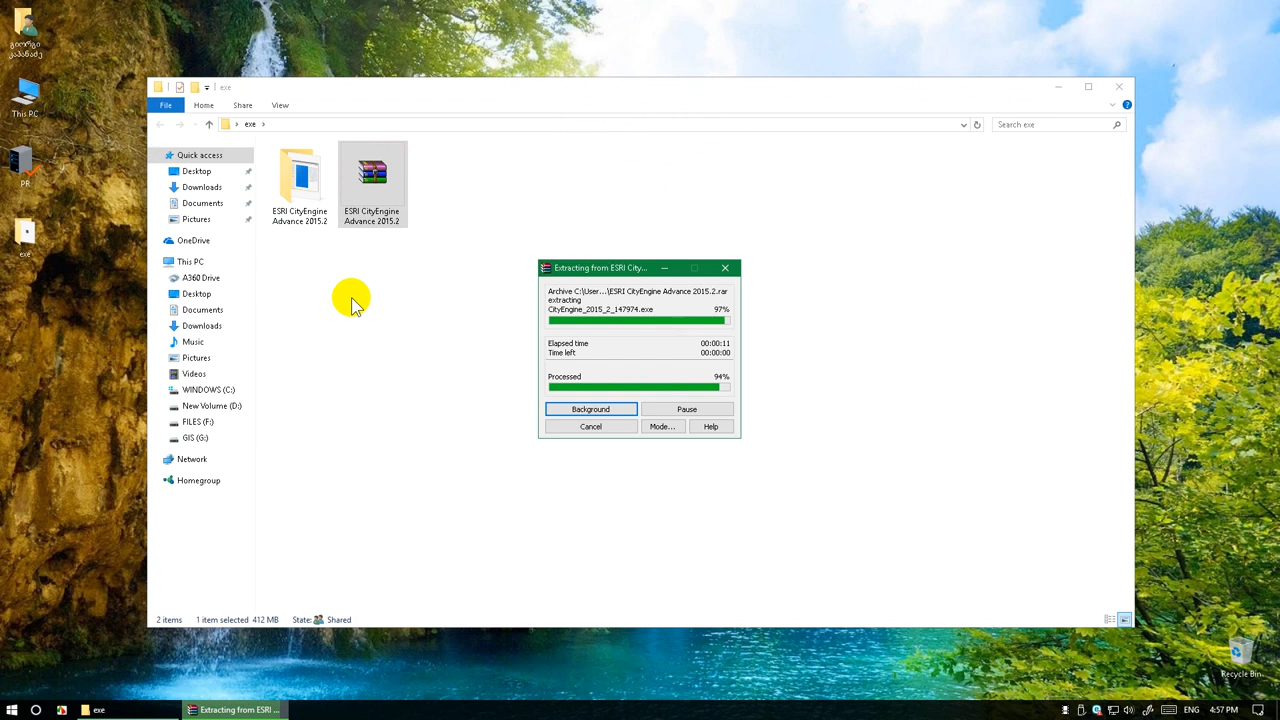 გიორგი
კაპანაძე
This PC
PR
exe
exe
File
Home
Share
View
exe
Search exe
Quick access
Desktop
Downloads
Documents
Pictures
OneDrive
This PC
A360 Drive
Desktop
Documents
Downloads
Music
Pictures
Videos
WINDOWS (C:)
New Volume (D:)
FILES (F:)
GIS (G:)
Network
Homegroup
ESRI CityEngine
Advance 2015.2
ESRI CityEngine
Advance 2015.2
Extracting from ESRI City...
Archive C:\User...\ESRI CityEngine Advance 2015.2.rar
extracting
CityEngine_2015_2_147974.exe 97%
Elapsed time 00:00:11
Time left 00:00:00
Processed 94%
Background
Pause
Cancel
Mode...
Help
2 items 1 item selected 412 MB State: Shared
Recycle Bin
exe
Extracting from ESRI ...
ENG
4:57 PM